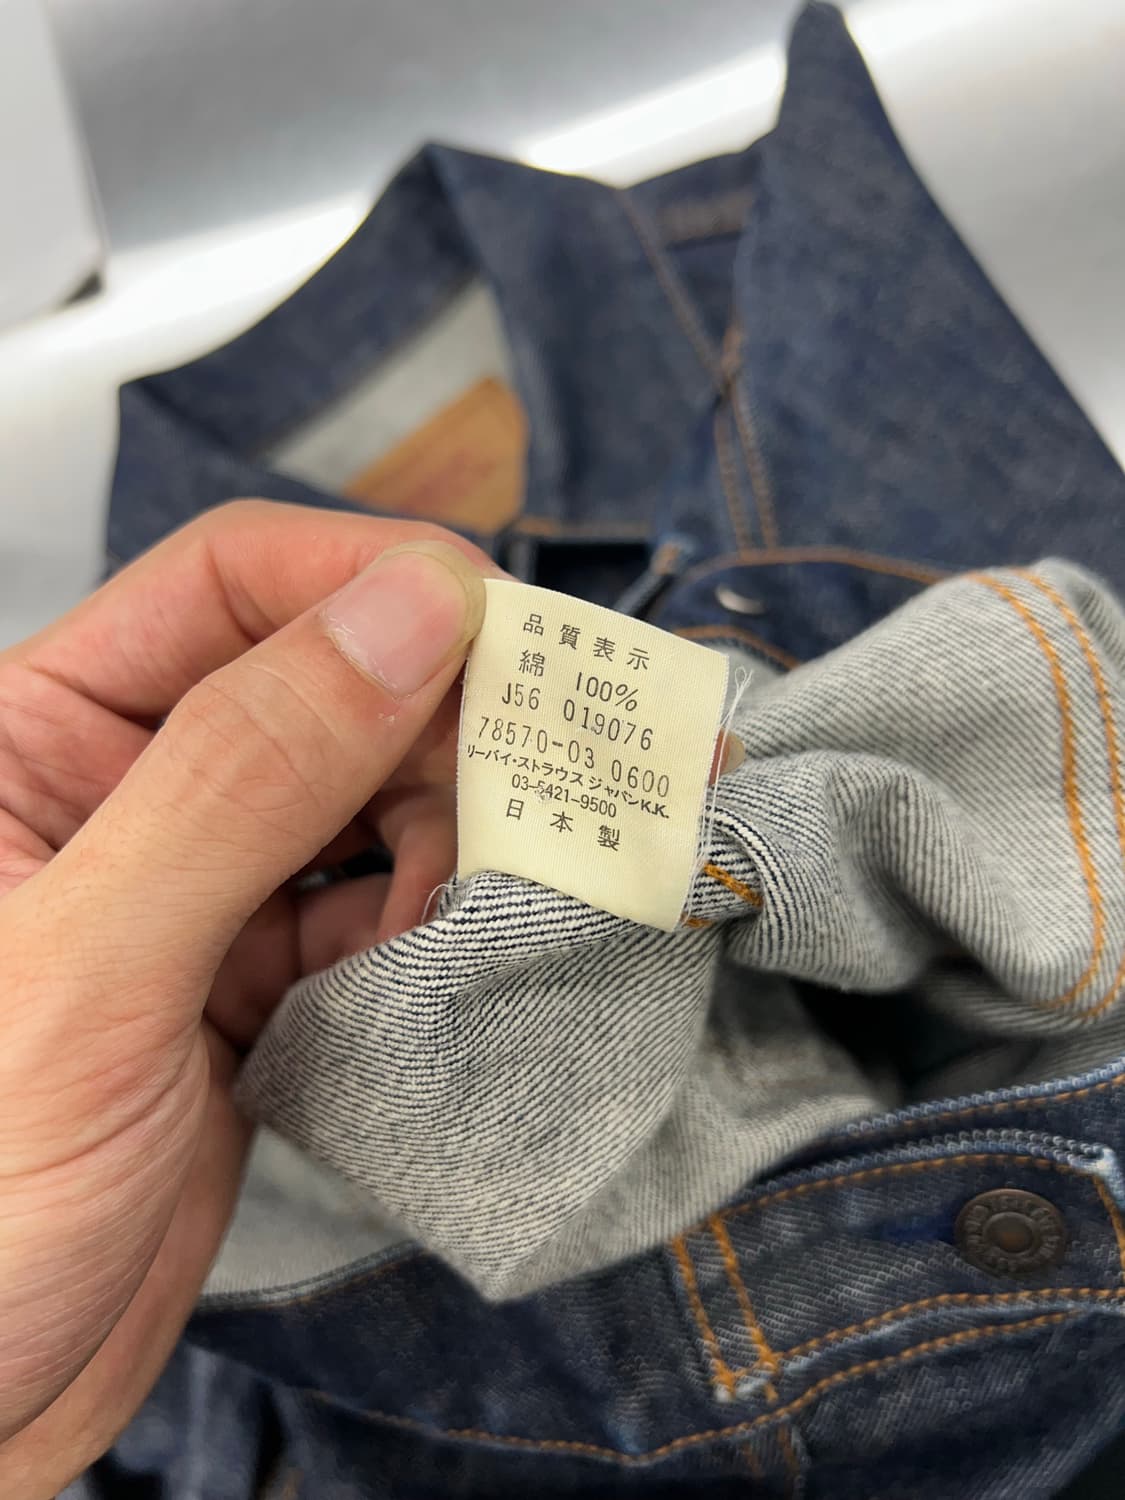 品質表示
綿 100%
J56 019076
78570-03 0600
リーバイ・ストラウス ジャパンK.K.
03-5421-9500
日本製